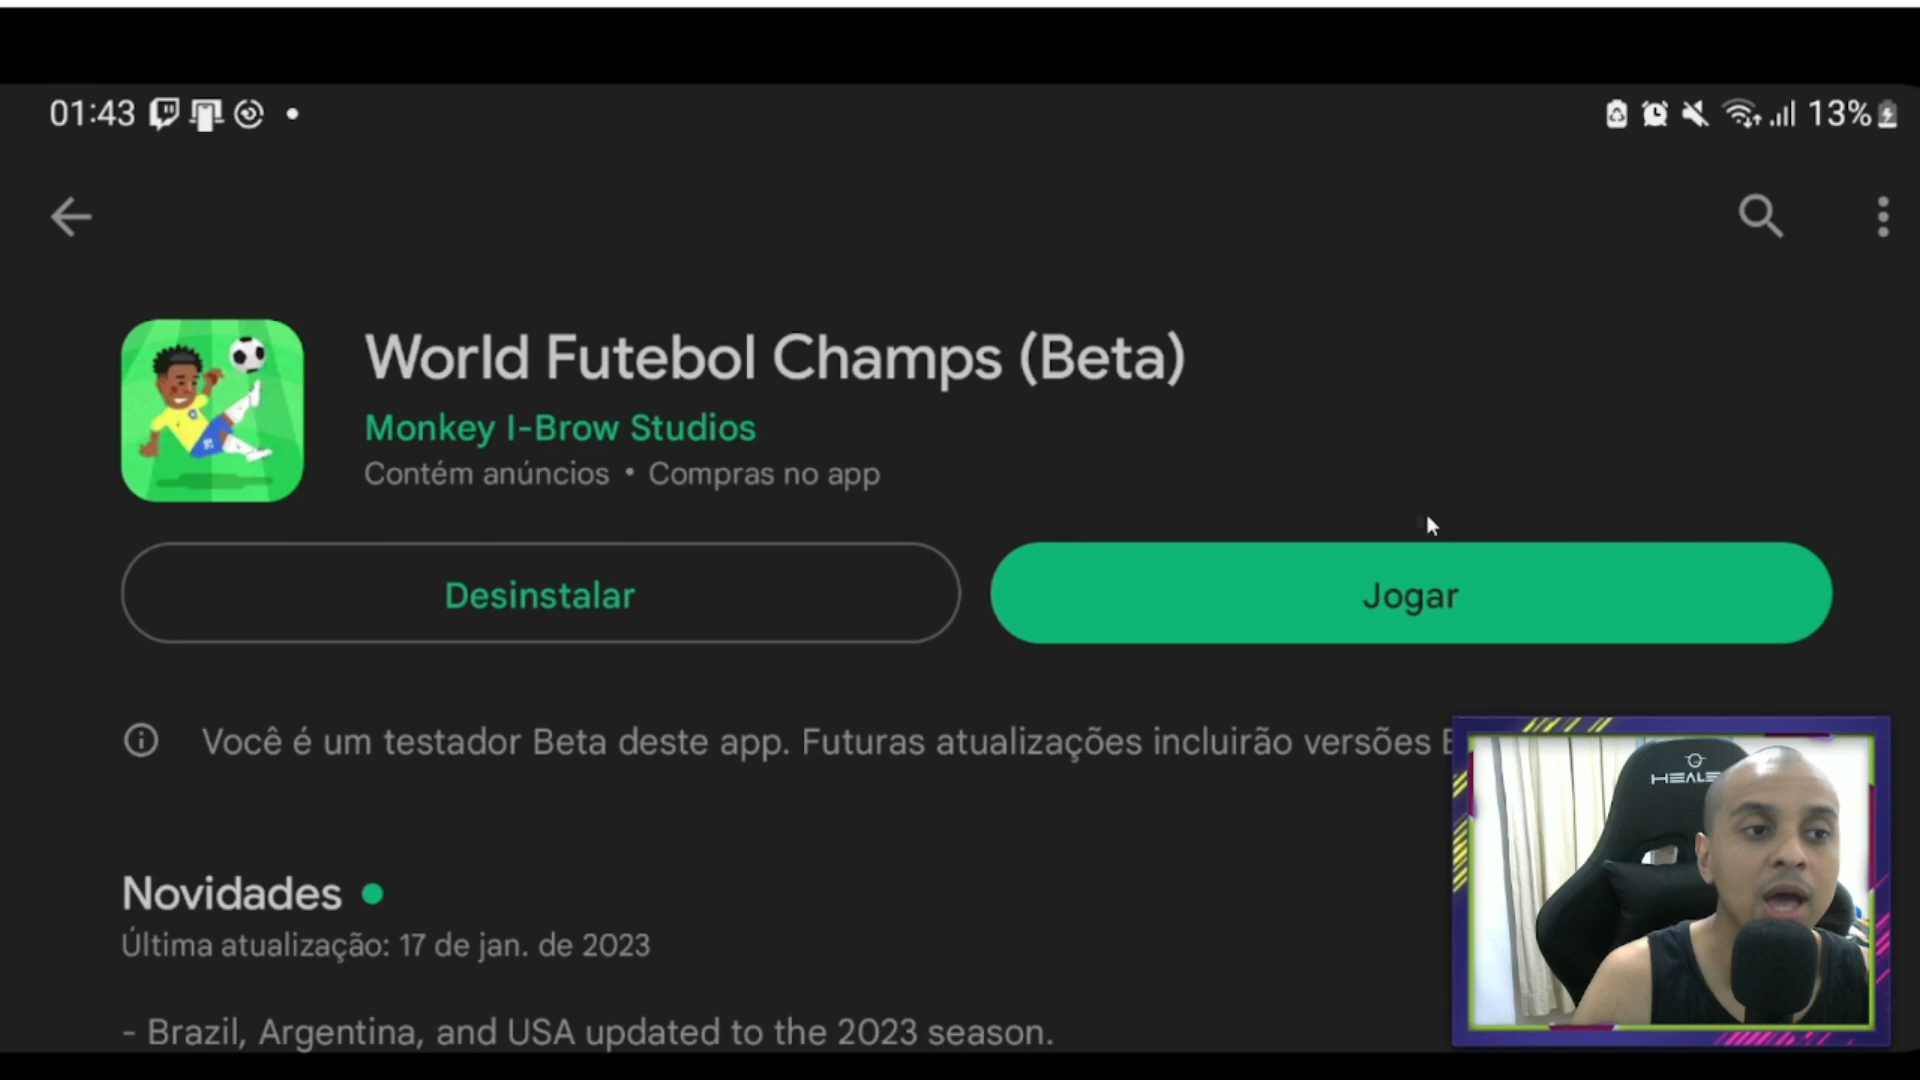 01:43
13%
World Futebol Champs (Beta)
Monkey I-Brow Studios
Contém anúncios • Compras no app
Desinstalar
Jogar
Você é um testador Beta deste app. Futuras atualizações incluirão versões
Novidades
Última atualização: 17 de jan. de 2023
- Brazil, Argentina, and USA updated to the 2023 season.